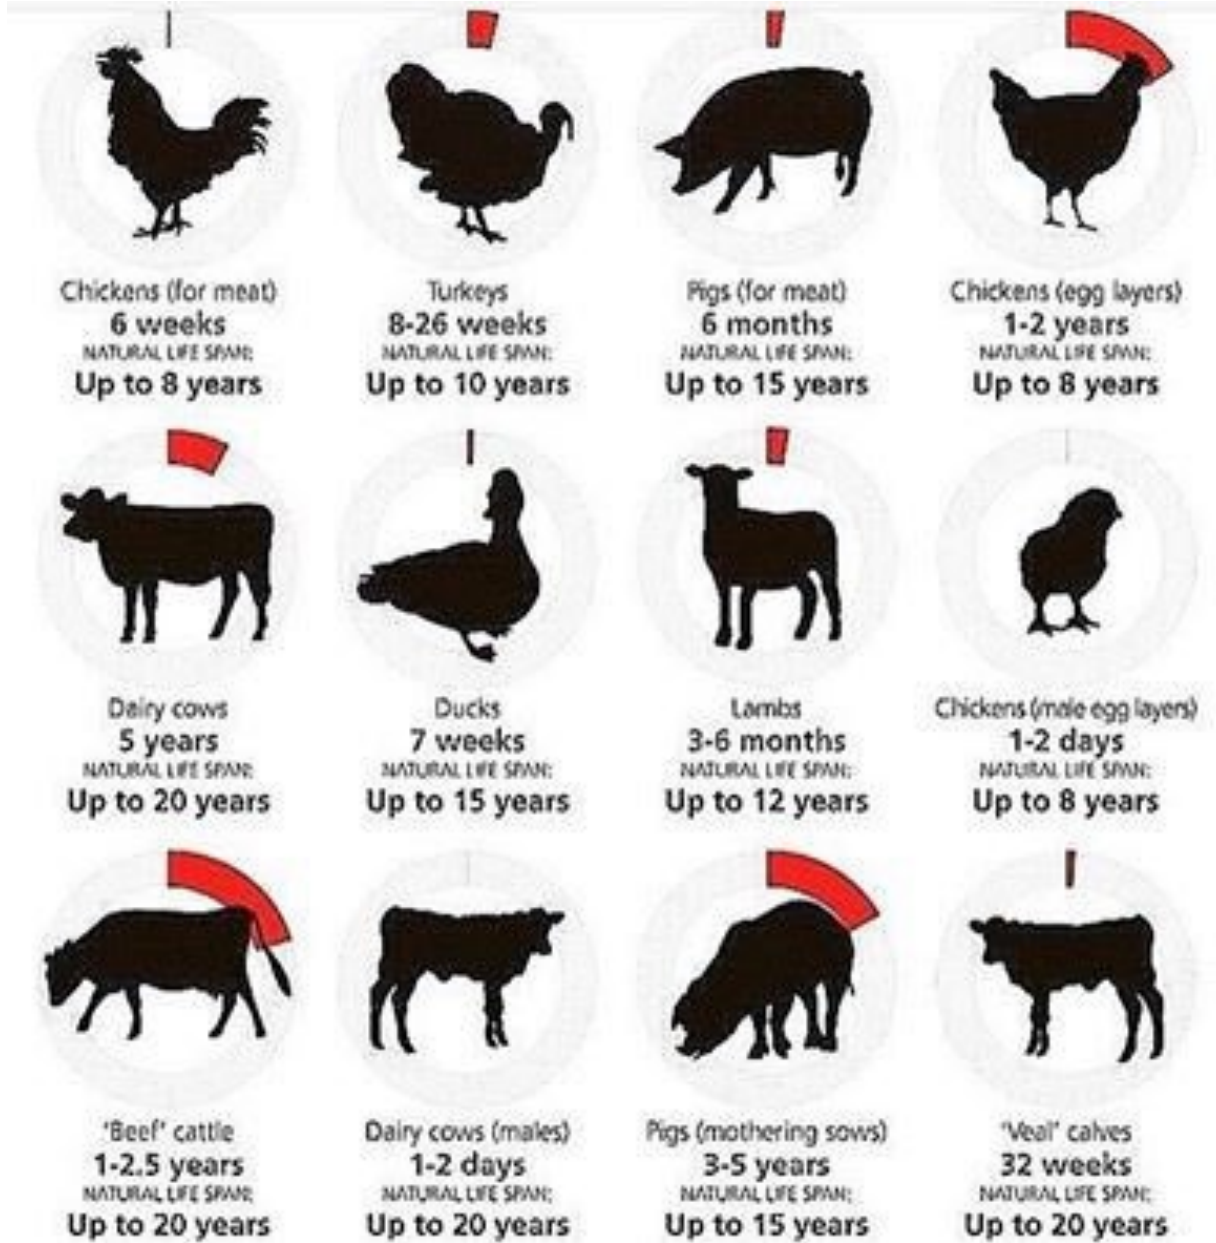 Chickens (for meat)
6 weeks
NATURAL LIFE SPAN:
Up to 8 years
Turkeys
8-26 weeks
NATURAL LIFE SPAN:
Up to 10 years
Pigs (for meat)
6 months
NATURAL LIFE SPAN:
Up to 15 years
Chickens (egg layers)
1-2 years
NATURAL LIFE SPAN:
Up to 8 years
Dairy cows
5 years
NATURAL LIFE SPAN:
Up to 20 years
Ducks
7 weeks
NATURAL LIFE SPAN:
Up to 15 years
Lambs
3-6 months
NATURAL LIFE SPAN:
Up to 12 years
Chickens (male egg layers)
1-2 days
NATURAL LIFE SPAN:
Up to 8 years
'Beef' cattle
1-2.5 years
NATURAL LIFE SPAN:
Up to 20 years
Dairy cows (males)
1-2 days
NATURAL LIFE SPAN:
Up to 20 years
Pigs (mothering sows)
3-5 years
NATURAL LIFE SPAN:
Up to 15 years
'Veal' calves
32 weeks
NATURAL LIFE SPAN:
Up to 20 years